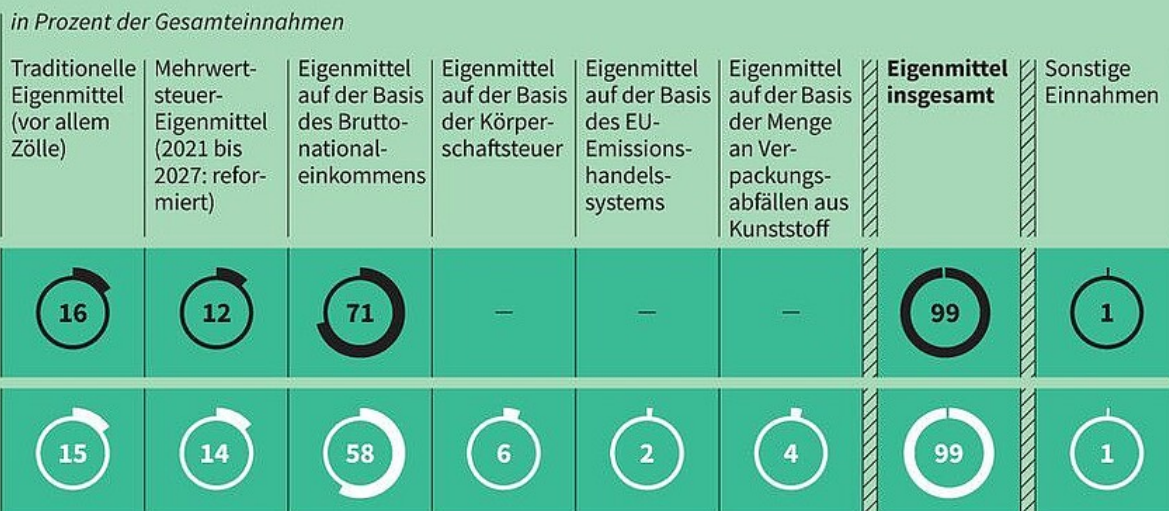 in Prozent der Gesamteinnahmen
Traditionelle
Eigenmittel
(vor allem
Zölle)
Mehrwert-
steuer-
Eigenmittel
(2021 bis
2027: refor-
miert)
Eigenmittel
auf der Basis
des Brutto-
national-
einkommens
Eigenmittel
auf der Basis
der Körper-
schaftsteuer
Eigenmittel
auf der Basis
des EU-
Emissions-
handels-
systems
Eigenmittel
auf der Basis
der Menge
an Ver-
packungs-
abfällen aus
Kunststoff
Eigenmittel
insgesamt
Sonstige
Einnahmen
16 12 71 – – – 99 1
15 14 58 6 2 4 99 1